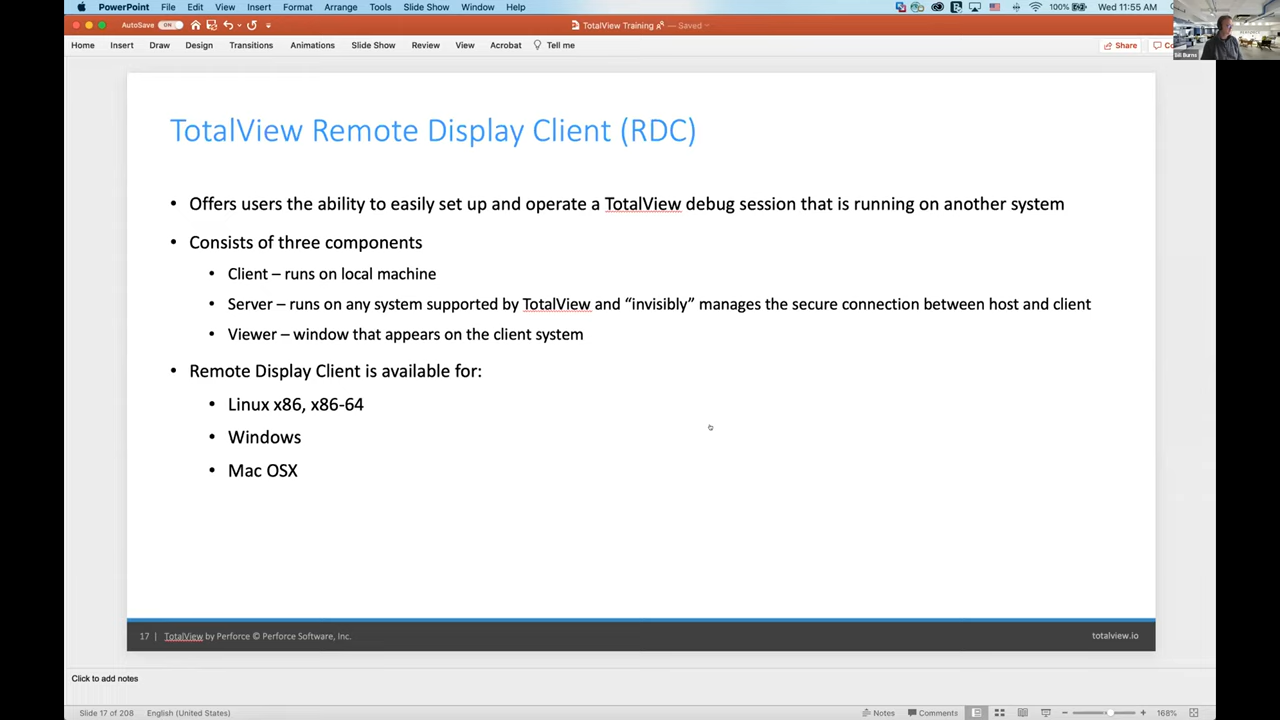 PowerPoint File Edit View Insert Format Arrange Tools Slide Show Window Help 100% Wed 11:55 AM
AutoSave ON TotalView Training — Saved
Home Insert Draw Design Transitions Animations Slide Show Review View Acrobat Tell me Share
Bill Burns
TotalView Remote Display Client (RDC)
• Offers users the ability to easily set up and operate a TotalView debug session that is running on another system
• Consists of three components
• Client – runs on local machine
• Server – runs on any system supported by TotalView and “invisibly” manages the secure connection between host and client
• Viewer – window that appears on the client system
• Remote Display Client is available for:
• Linux x86, x86-64
• Windows
• Mac OSX
17 | TotalView by Perforce © Perforce Software, Inc. totalview.io
Click to add notes
Slide 17 of 208 English (United States) Notes Comments 168%